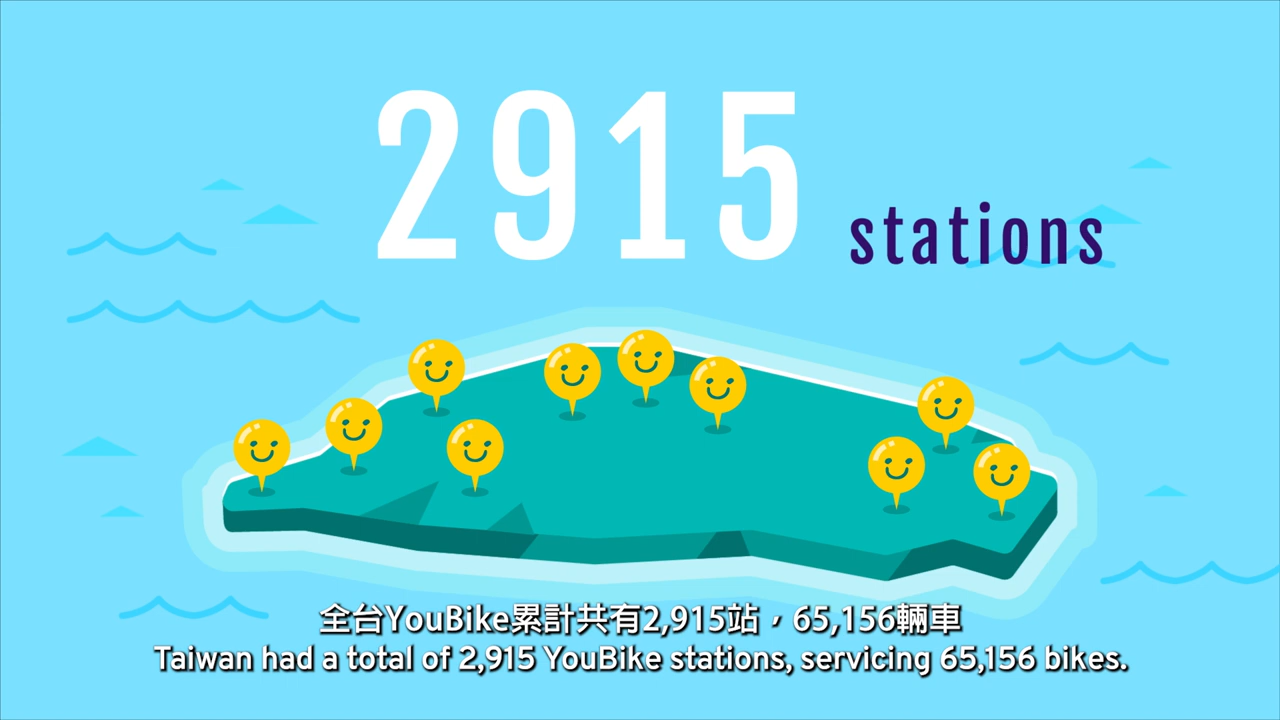 2915
stations
全台YouBike累計共有2,915站，65,156輛車
Taiwan had a total of 2,915 YouBike stations, servicing 65,156 bikes.